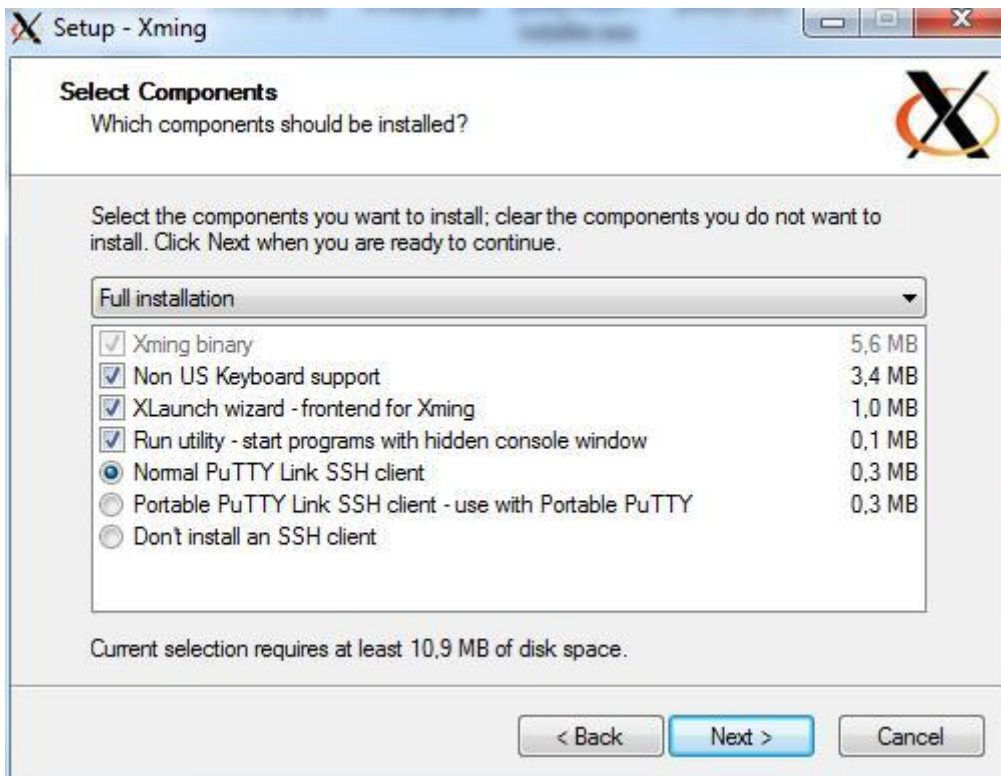 Setup - Xming
Select Components
Which components should be installed?
Select the components you want to install; clear the components you do not want to
install. Click Next when you are ready to continue.
Full installation
Xming binary 5,6 MB
Non US Keyboard support 3,4 MB
XLaunch wizard - frontend for Xming 1,0 MB
Run utility - start programs with hidden console window 0,1 MB
Normal PuTTY Link SSH client 0,3 MB
Portable PuTTY Link SSH client - use with Portable PuTTY 0,3 MB
Don't install an SSH client
Current selection requires at least 10,9 MB of disk space.
< Back Next > Cancel